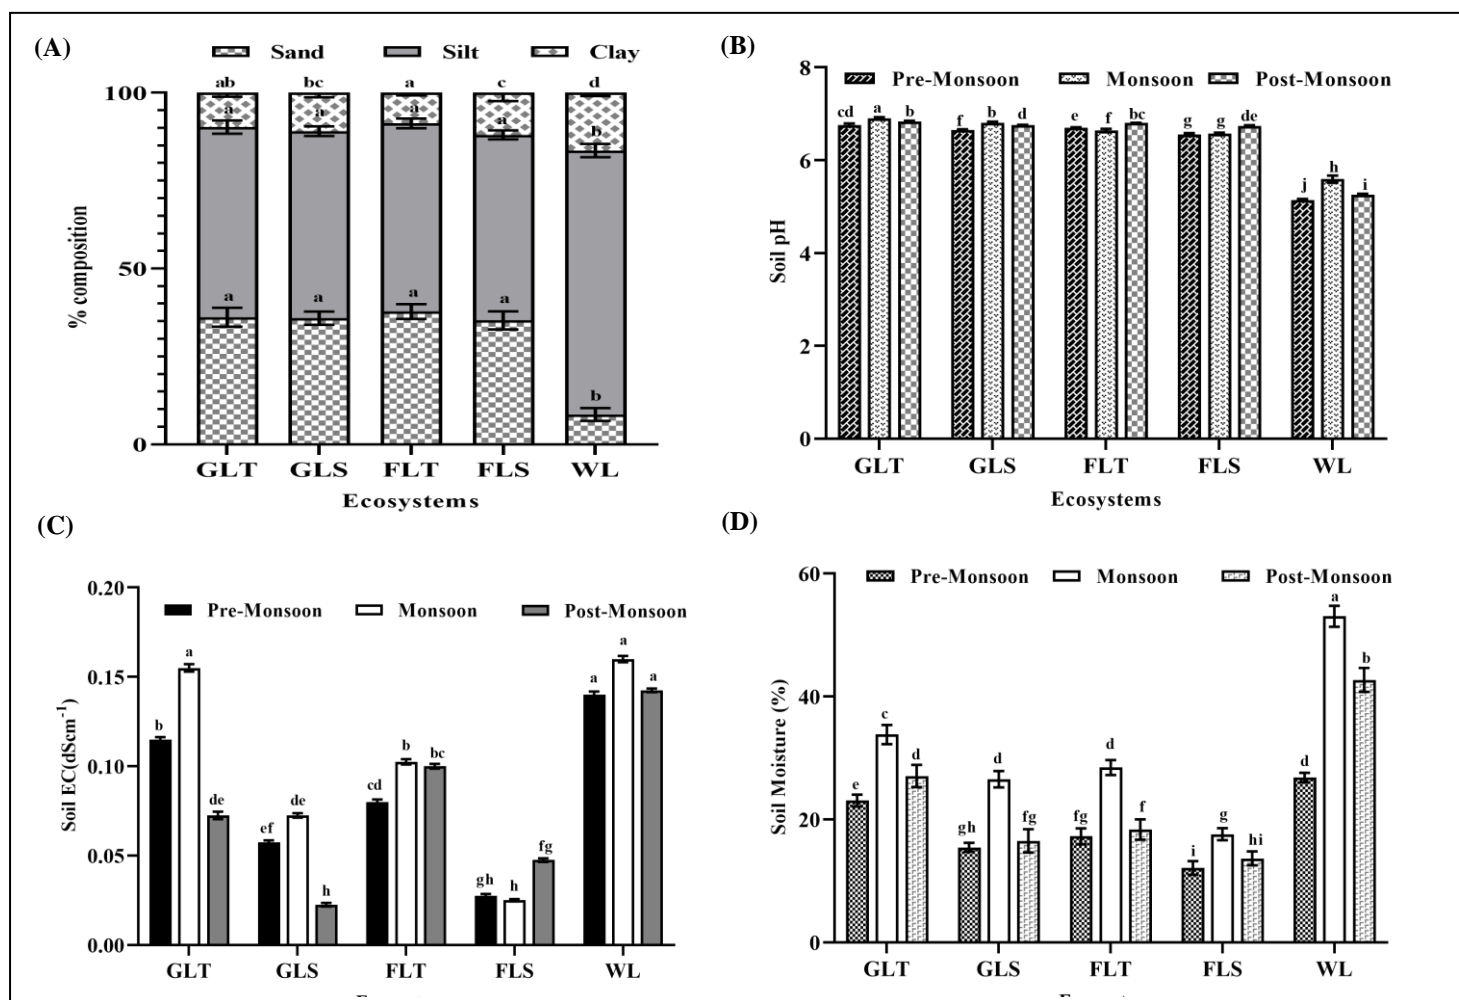 (A)
Sand Silt Clay
ab bc a c d
a a a a b
a a a a b
100
50
0
% composition
GLT GLS FLT FLS WL
Ecosystems
(B)
Pre-Monsoon Monsoon Post-Monsoon
8
6
4
2
0
Soil pH
cd a b f b d e f bc g g de j h i
GLT GLS FLT FLS WL
Ecosystems
(C)
Pre-Monsoon Monsoon Post-Monsoon
0.20
0.15
0.10
0.05
0.00
Soil EC(dScm-1)
b a de ef de h cd b bc gh h fg a a a
GLT GLS FLT FLS WL
(D)
Pre-Monsoon Monsoon Post-Monsoon
60
40
20
0
Soil Moisture (%)
e c d gh d fg fg d f i g hi d a b
GLT GLS FLT FLS WL